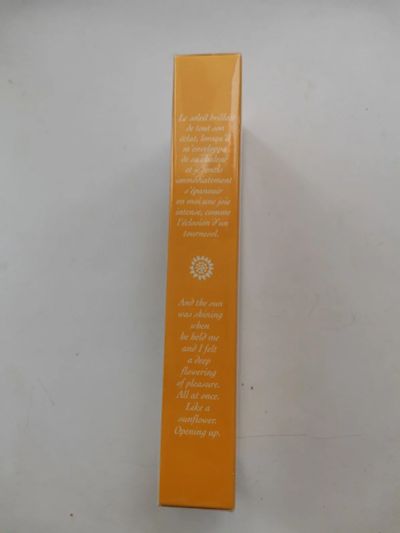 Le soleil brillait
de tout son
éclat, lorsqu'il
m'enveloppa
de sa chaleur
et je sentis
immédiatement
s'épanouir
en moi une joie
intense, comme
l'éclosion d'un
tournesol.
And the sun
was shining
when
he held me
and I felt
a deep
flowering
of pleasure.
All at once.
Like a
sunflower.
Opening up.